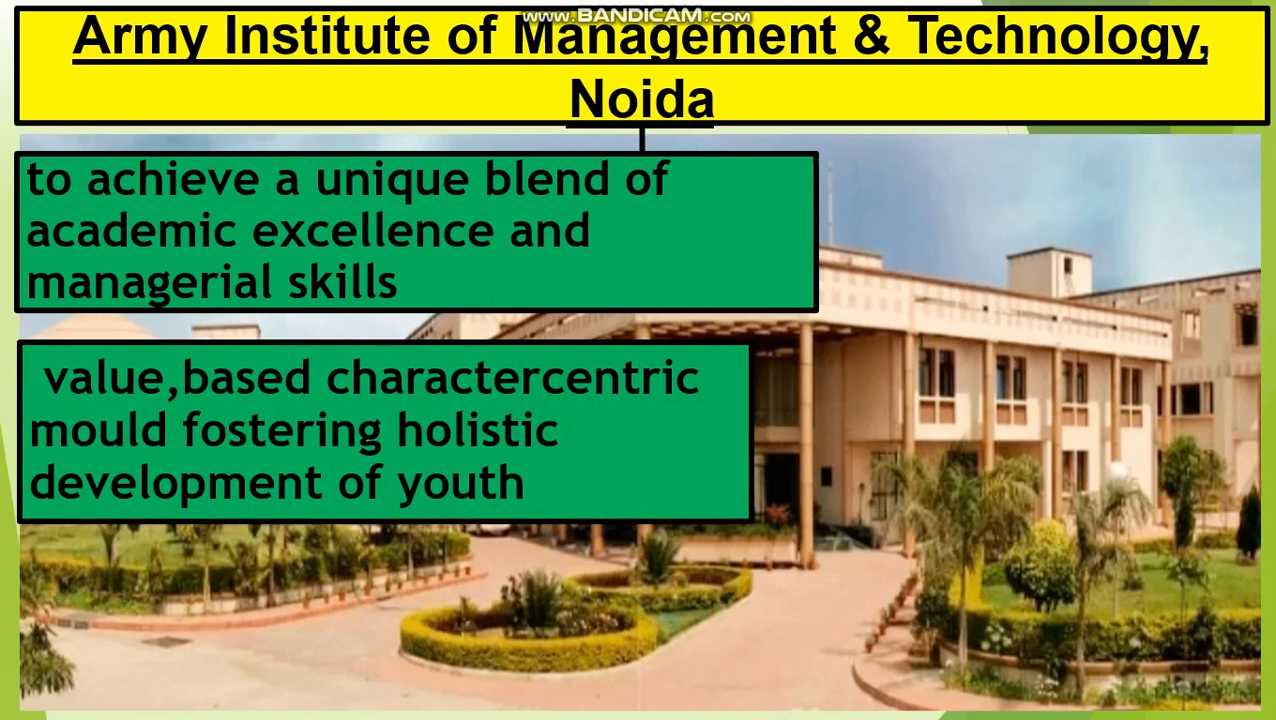 www.BANDICAM.com
Army Institute of Management & Technology,
Noida
to achieve a unique blend of
academic excellence and
managerial skills
value,based charactercentric
mould fostering holistic
development of youth